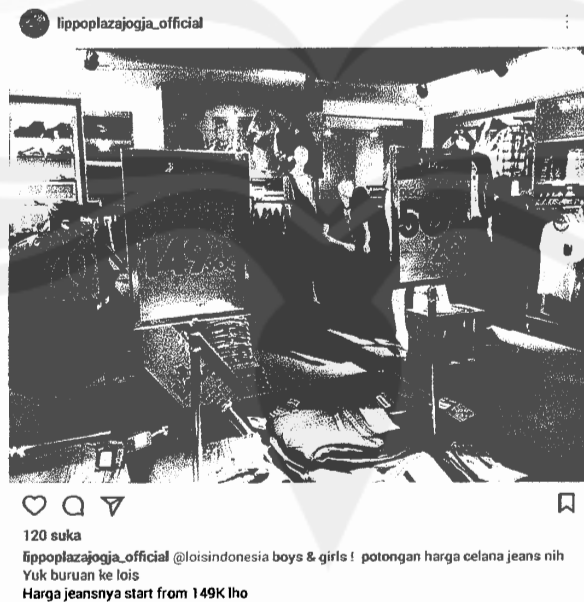 lippoplazajogja_official
120 suka
lippoplazajogja_official @loisindonesia boys & girls ! potongan harga celana jeans nih
Yuk buruan ke lois
Harga jeansnya start from 149K lho